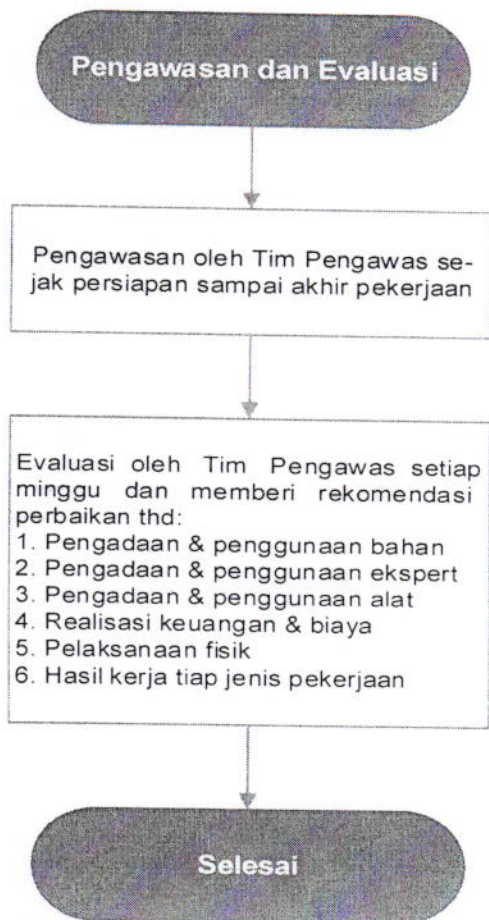 Pengawasan dan Evaluasi
Pengawasan oleh Tim Pengawas se-
jak persiapan sampai akhir pekerjaan
Evaluasi oleh Tim Pengawas setiap
minggu dan memberi rekomendasi
perbaikan thd:
1. Pengadaan & penggunaan bahan
2. Pengadaan & penggunaan ekspert
3. Pengadaan & penggunaan alat
4. Realisasi keuangan & biaya
5. Pelaksanaan fisik
6. Hasil kerja tiap jenis pekerjaan
Selesai